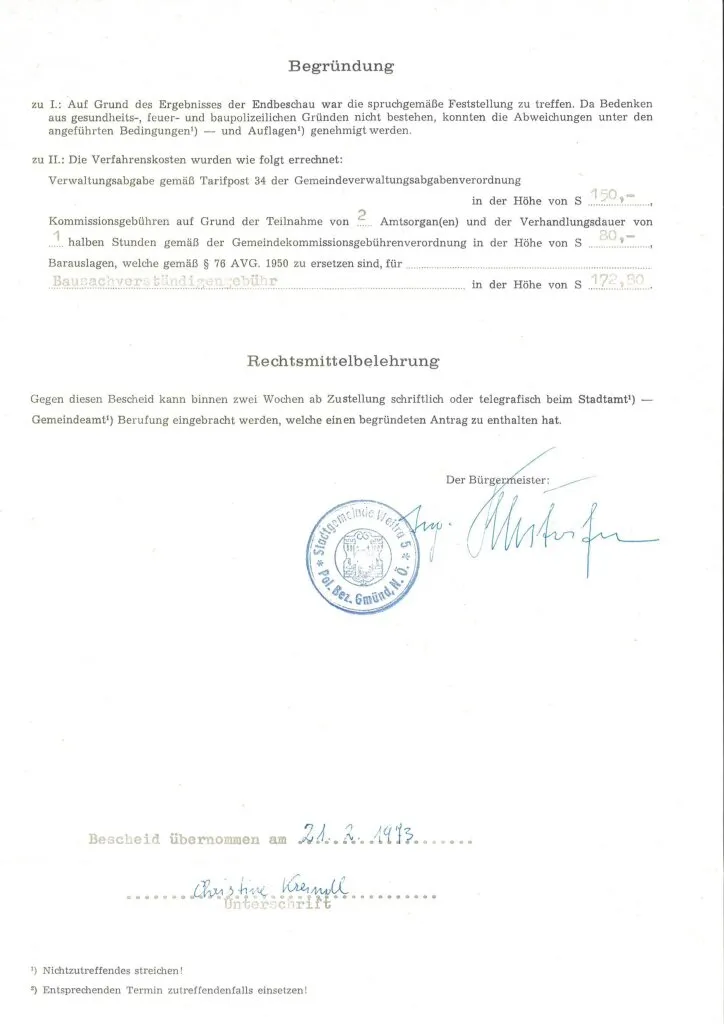 Begründung
zu I.: Auf Grund des Ergebnisses der Endbeschau war die spruchgemäße Feststellung zu treffen. Da Bedenken
aus gesundheits-, feuer- und baupolizeilichen Gründen nicht bestehen, konnten die Abweichungen unter den
angeführten Bedingungen¹) — und Auflagen¹) genehmigt werden.
zu II.: Die Verfahrenskosten wurden wie folgt errechnet:
Verwaltungsabgabe gemäß Tarifpost 34 der Gemeindeverwaltungsabgabenverordnung
in der Höhe von S 150,-,
Kommissionsgebühren auf Grund der Teilnahme von 2 Amtsorgan(en) und der Verhandlungsdauer von
1 halben Stunden gemäß der Gemeindekommissionsgebührenverordnung in der Höhe von S 80,-,
Barauslagen, welche gemäß § 76 AVG. 1950 zu ersetzen sind, für
Bausachverständigengebühr in der Höhe von S 172,80.
Rechtsmittelbelehrung
Gegen diesen Bescheid kann binnen zwei Wochen ab Zustellung schriftlich oder telegrafisch beim Stadtamt¹) —
Gemeindeamt¹) Berufung eingebracht werden, welche einen begründeten Antrag zu enthalten hat.
Der Bürgermeister:
Ing.
* Stadtgemeinde Weitra 5 *
Pol. Bez. Gmünd, N. Ö.
Bescheid übernommen am 21. 2. 1973
Christine
Unterschrift
¹) Nichtzutreffendes streichen!
²) Entsprechenden Termin zutreffendenfalls einsetzen!